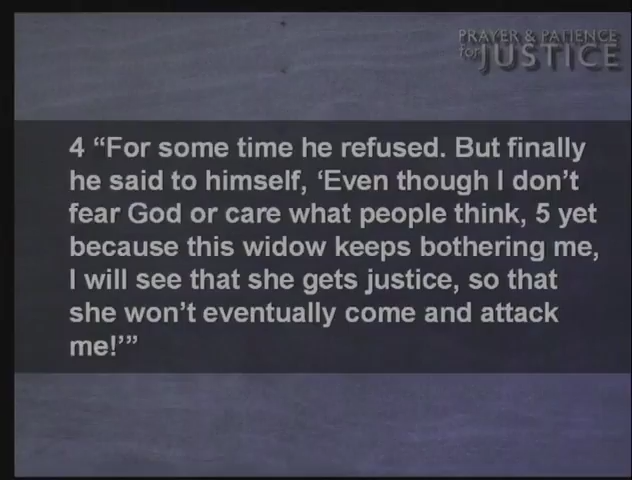 PRAYER & PATIENCE
for JUSTICE
4 “For some time he refused. But finally
he said to himself, ‘Even though I don’t
fear God or care what people think, 5 yet
because this widow keeps bothering me,
I will see that she gets justice, so that
she won’t eventually come and attack
me!’”